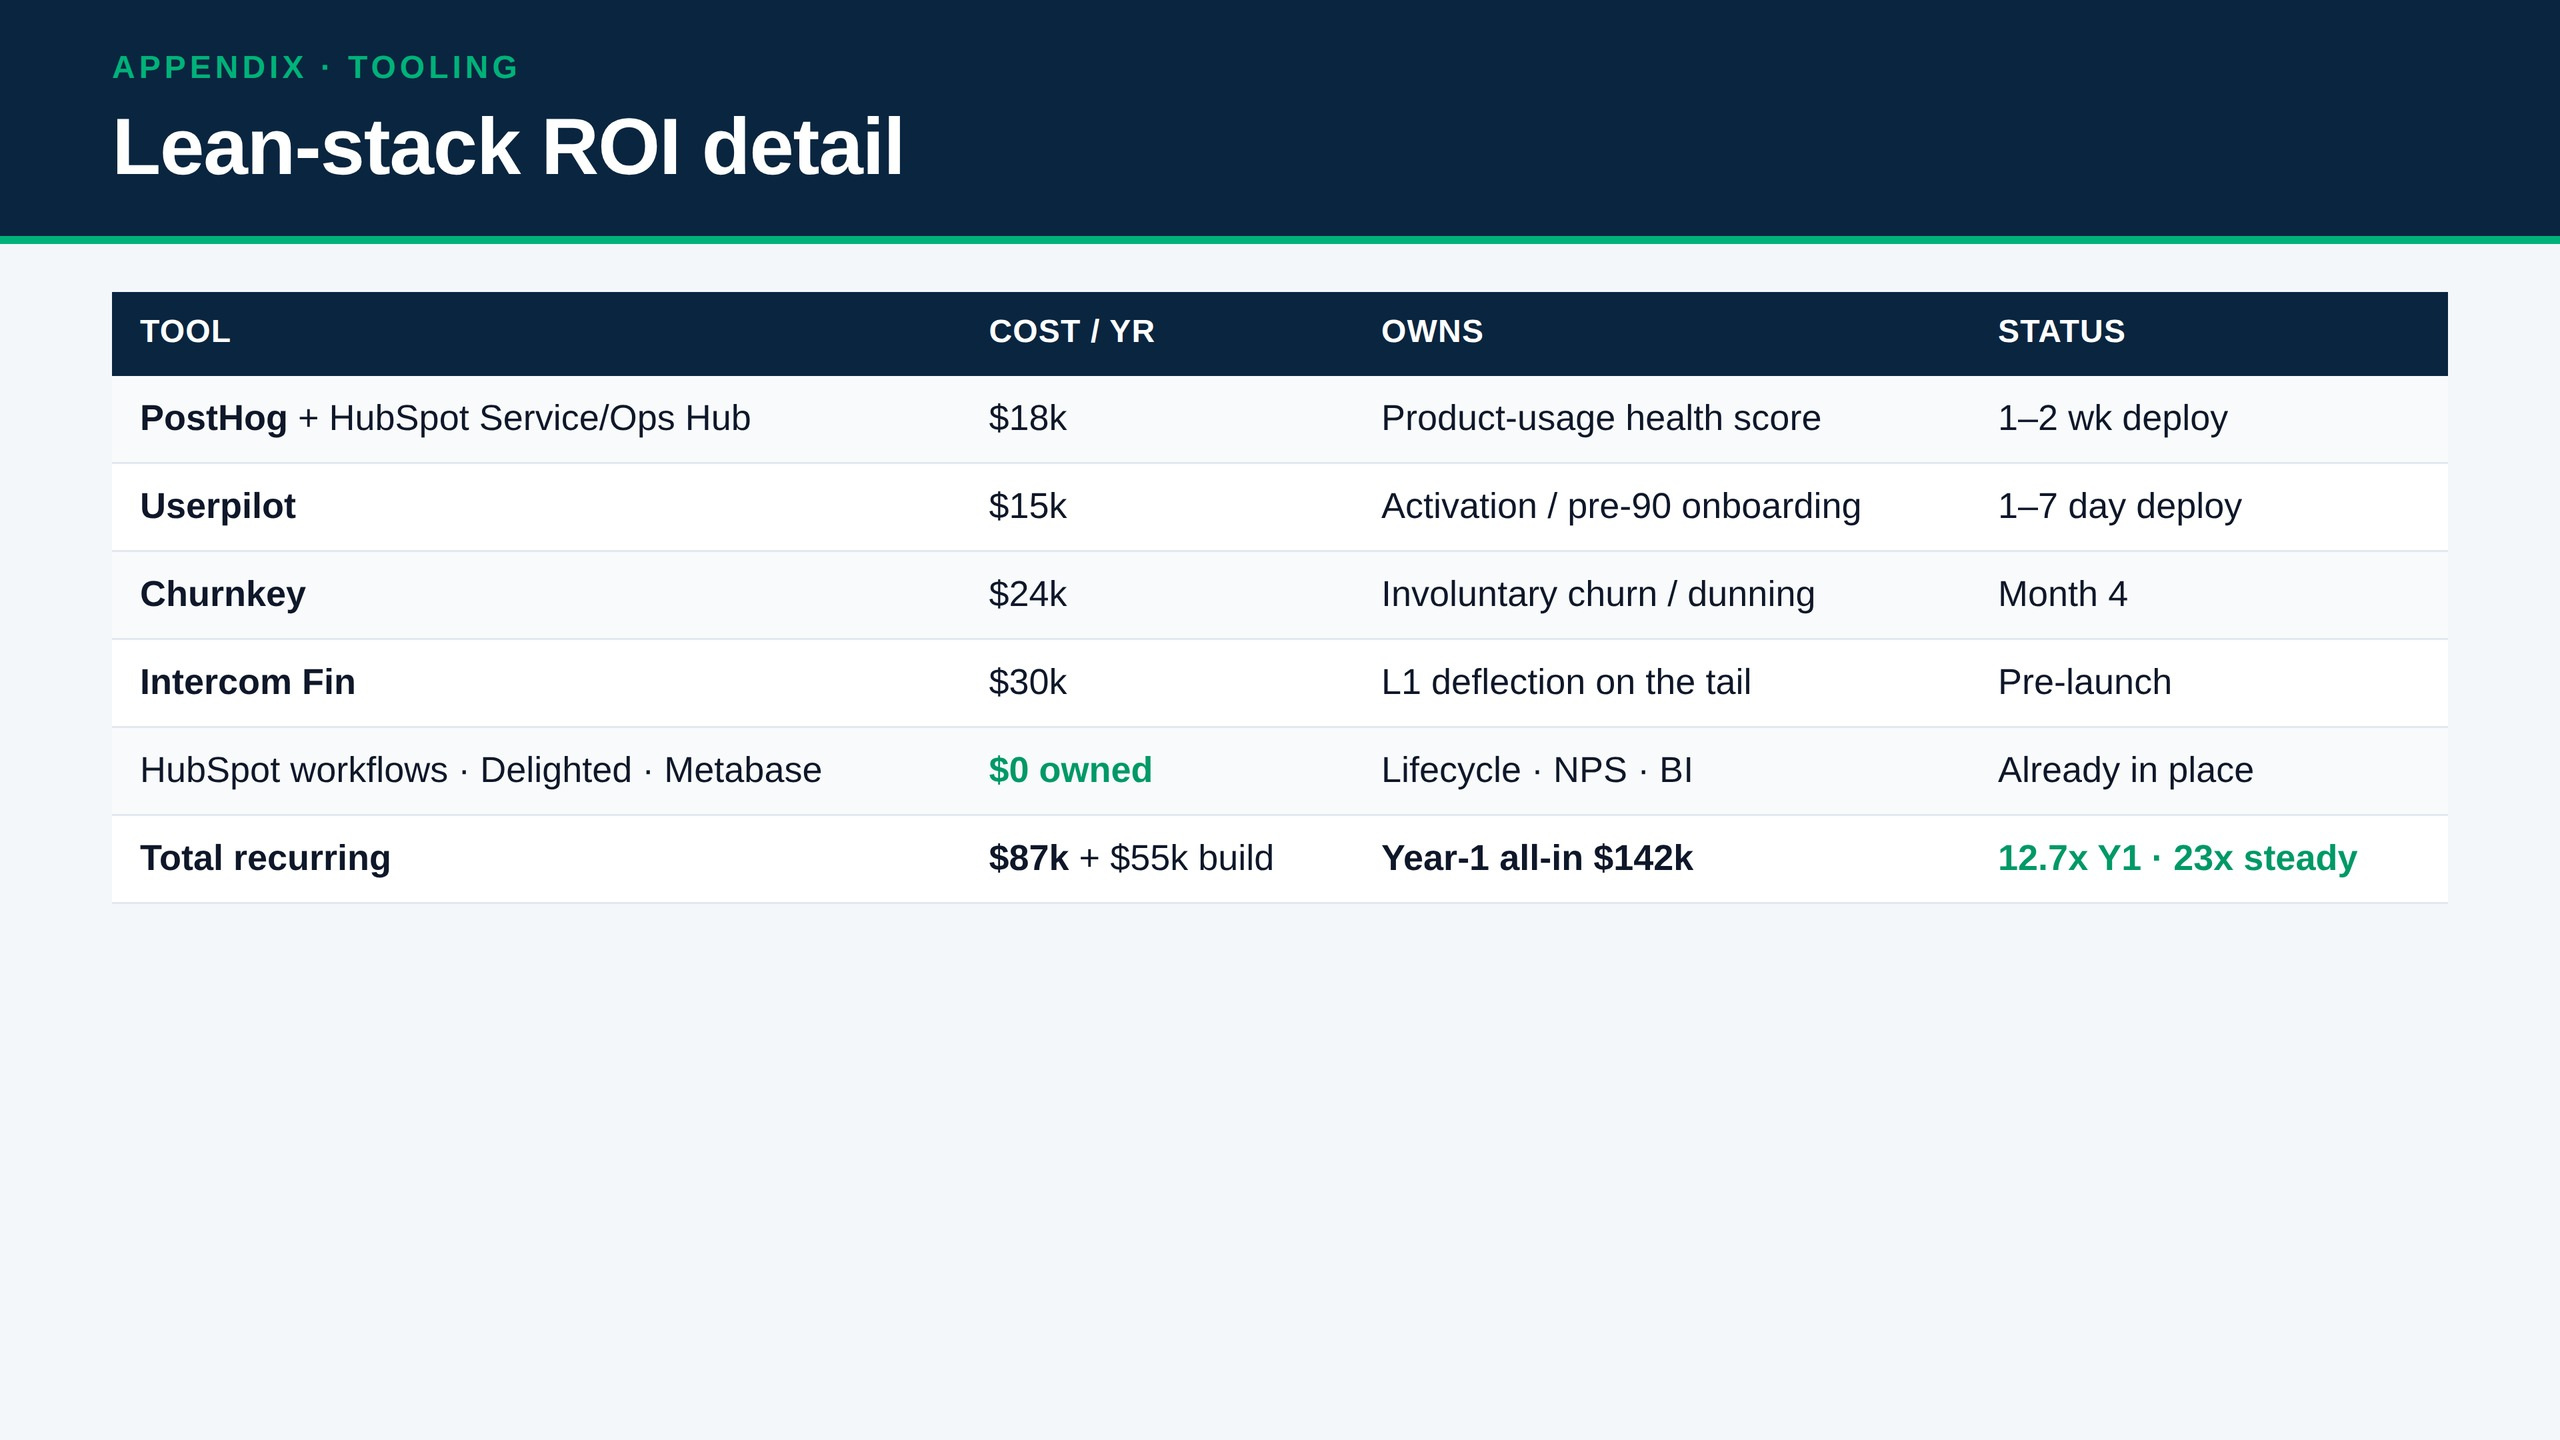 APPENDIX · TOOLING
Lean-stack ROI detail
TOOL COST / YR OWNS STATUS
PostHog + HubSpot Service/Ops Hub $18k Product-usage health score 1–2 wk deploy
Userpilot $15k Activation / pre-90 onboarding 1–7 day deploy
Churnkey $24k Involuntary churn / dunning Month 4
Intercom Fin $30k L1 deflection on the tail Pre-launch
HubSpot workflows · Delighted · Metabase $0 owned Lifecycle · NPS · BI Already in place
Total recurring $87k + $55k build Year-1 all-in $142k 12.7x Y1 · 23x steady